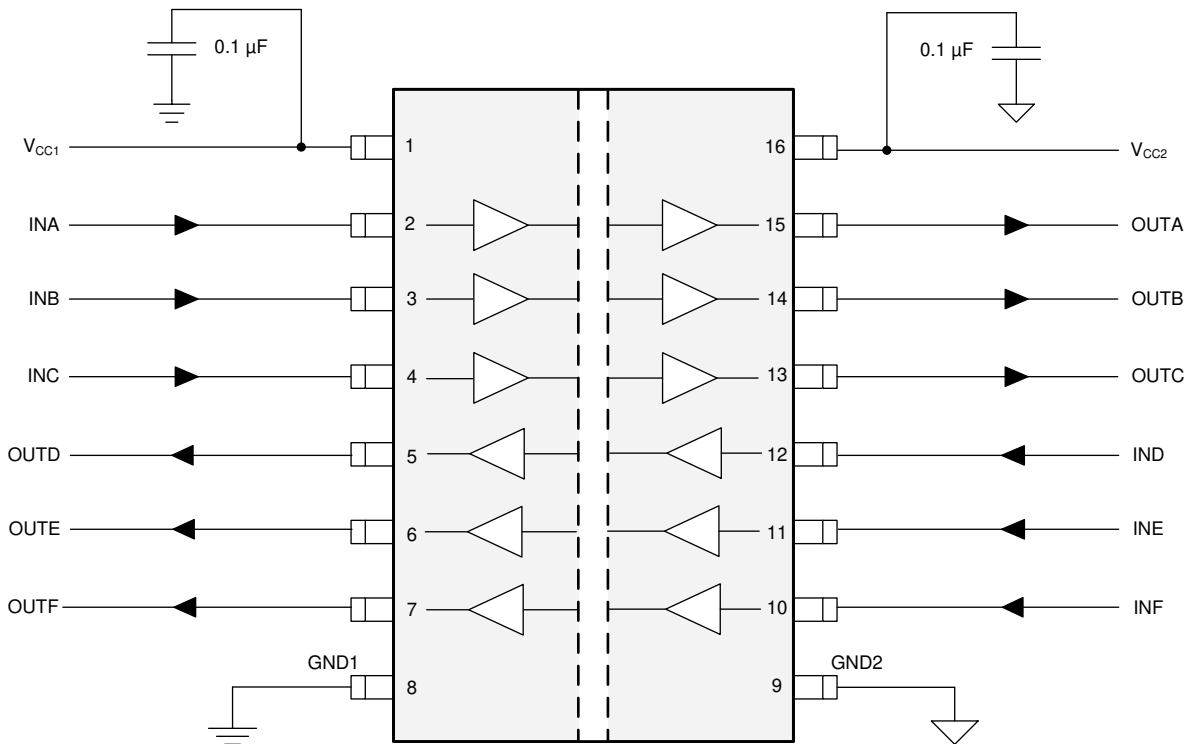 0.1 µF
0.1 µF
VCC1
1
16
VCC2
INA
2
15
OUTA
INB
3
14
OUTB
INC
4
13
OUTC
OUTD
5
12
IND
OUTE
6
11
INE
OUTF
7
10
INF
GND1
GND2
8
9